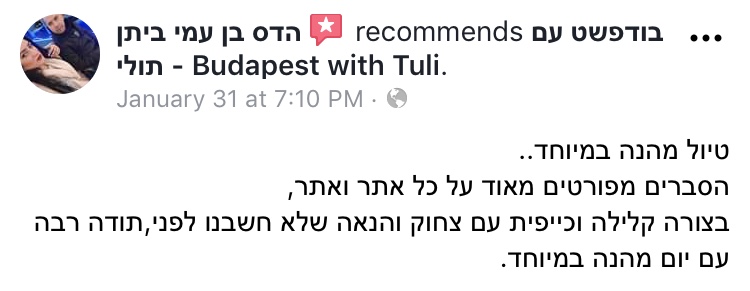 הדס בן עמי ביתן recommends בודפשט עם
תולי - Budapest with Tuli.
January 31 at 7:10 PM ·
טיול מהנה במיוחד..
הסברים מפורטים מאוד על כל אתר ואתר,
בצורה קלילה וכייפית עם צחוק והנאה שלא חשבנו לפני,תודה רבה
עם יום מהנה במיוחד.